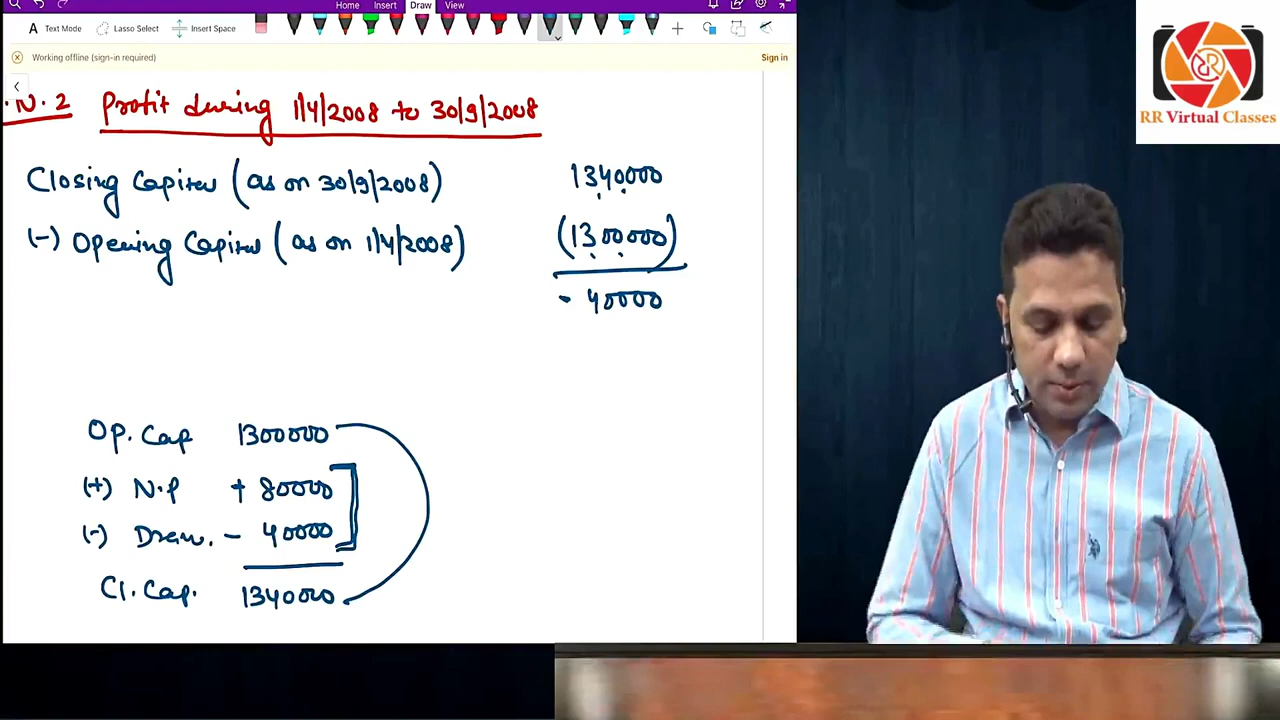 Home Insert Draw View
Text Mode Lasso Select Insert Space
Working offline (sign-in required) Sign in
.N.2 Profit during 1/4/2008 to 30/9/2008
Closing Capital (as on 30/9/2008) 1340000
(-) Opening Capital (as on 1/4/2008) (1300000)
- 40000
Op. Cap 1300000
(+) N.P + 80000
(-) Draw. - 40000
Cl. Cap. 1340000
RR Virtual Classes